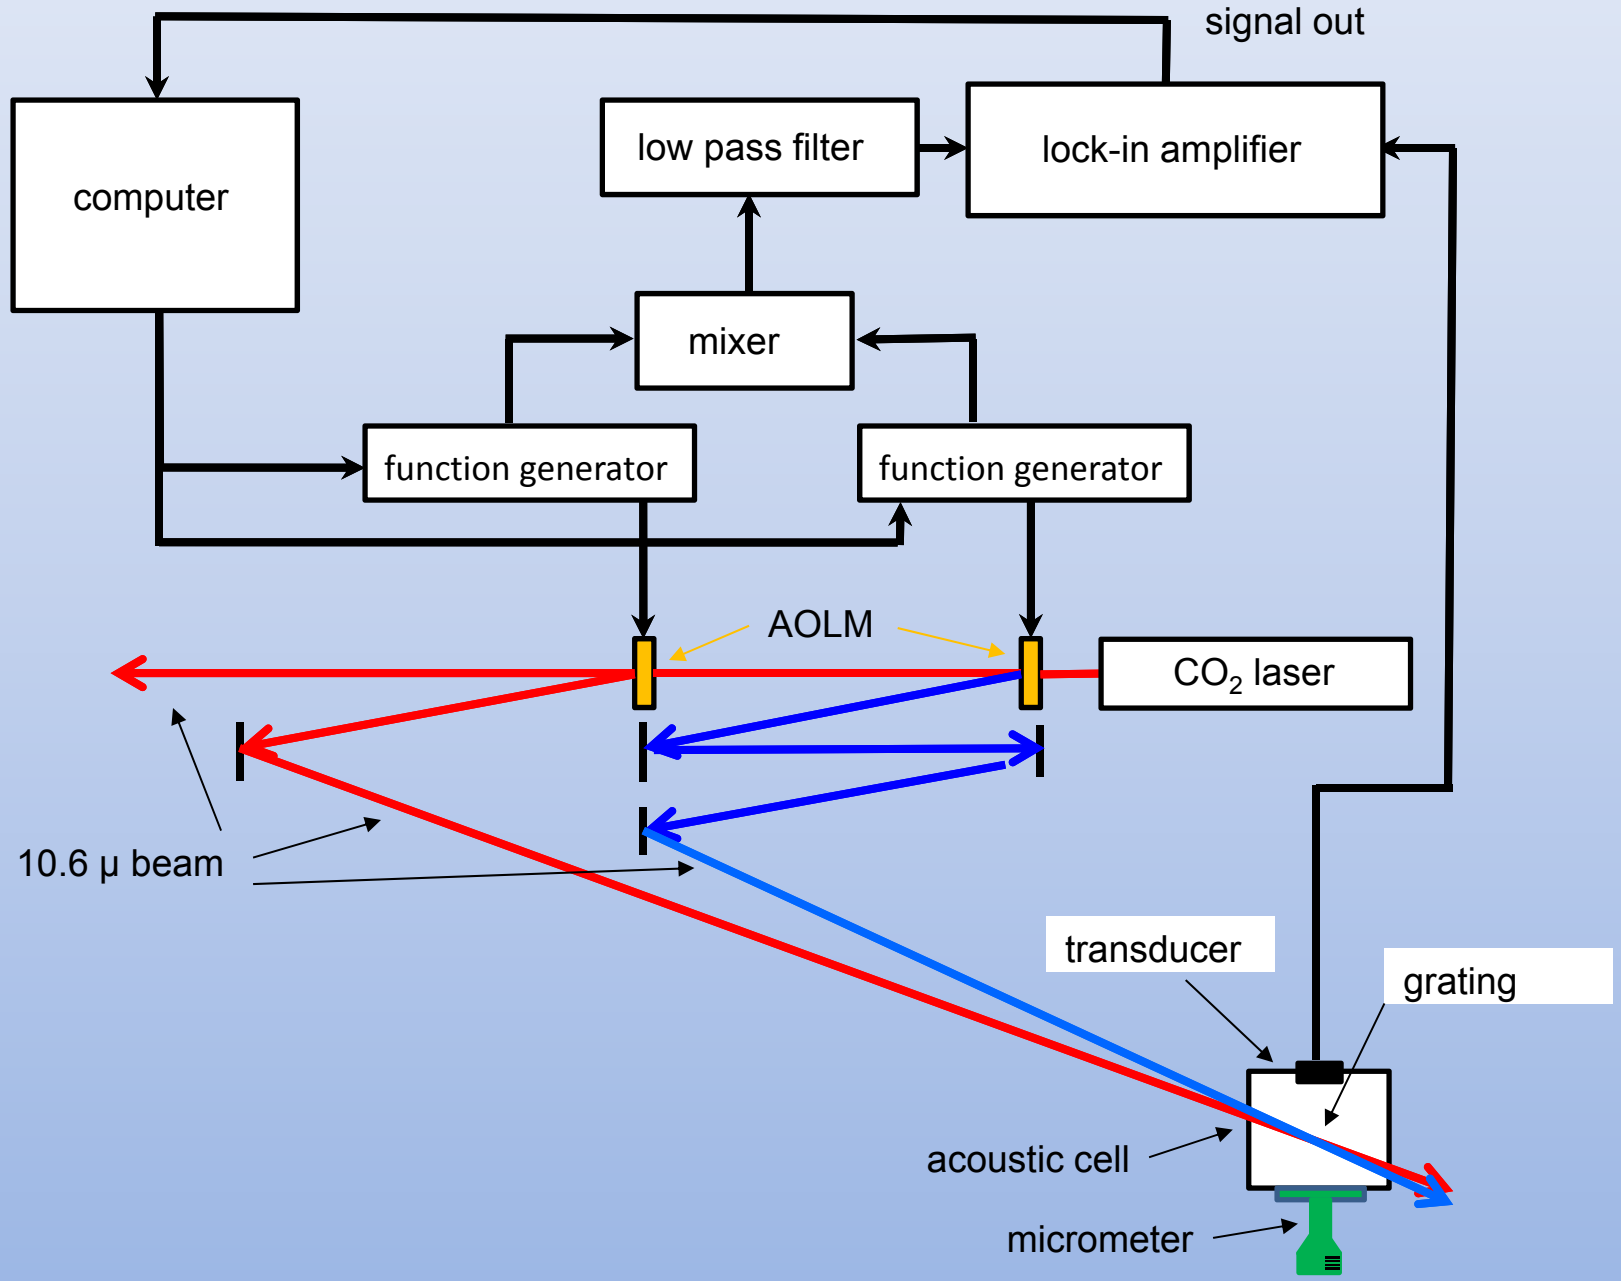 signal out
computer
low pass filter
lock-in amplifier
mixer
function generator
function generator
AOLM
CO₂ laser
10.6 µ beam
transducer
grating
acoustic cell
micrometer